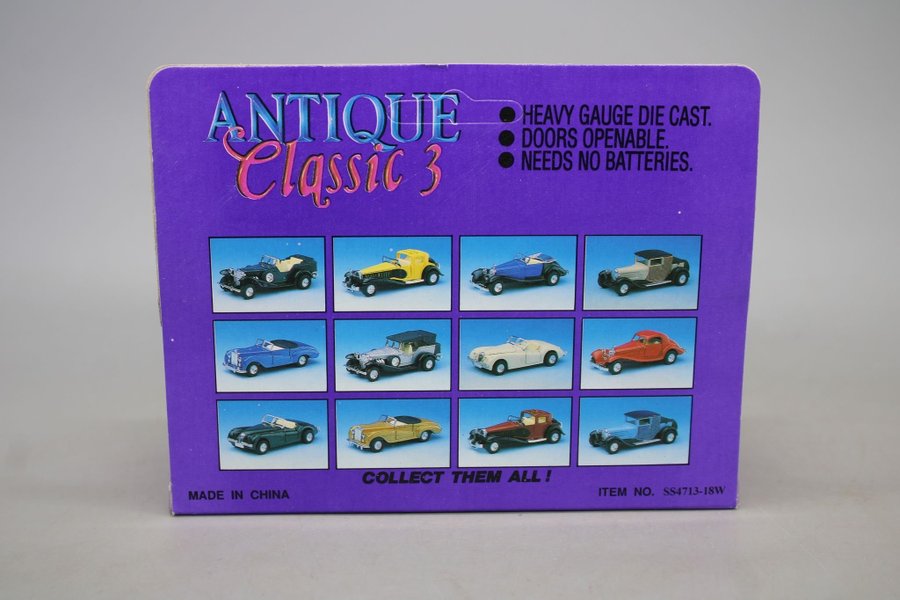 ANTIQUE
Classic 3
● HEAVY GAUGE DIE CAST.
● DOORS OPENABLE.
● NEEDS NO BATTERIES.
COLLECT THEM ALL!
MADE IN CHINA
ITEM NO. SS4713-18W